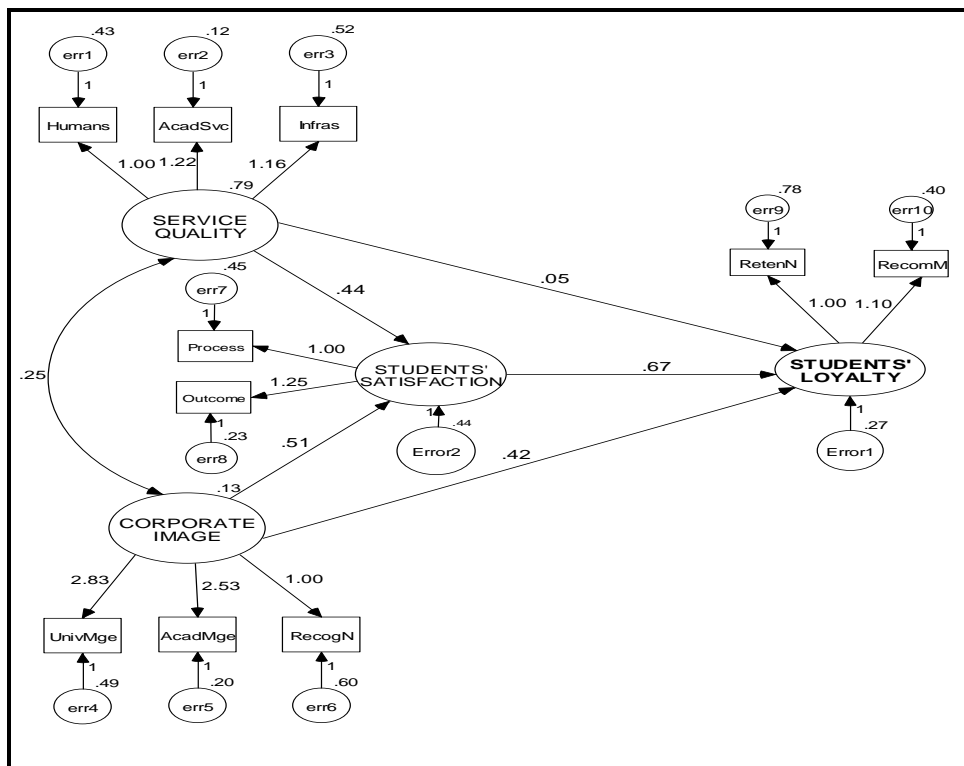 .43
.12
.52
err1
err2
err3
1
1
1
Humans
AcadSvc
Infras
1.00
1.22
1.16
.79
SERVICE
QUALITY
.78
.40
err9
err10
1
1
RetenN
RecomM
1.00
1.10
.45
err7
1
Process
1.00
.44
.05
.25
STUDENTS'
SATISFACTION
.67
STUDENTS'
LOYALTY
Outcome
1.25
1
.23
err8
.51
1
.44
Error2
.42
1
.27
Error1
.13
CORPORATE
IMAGE
2.83
2.53
1.00
UnivMge
AcadMge
RecogN
1
1
1
.49
.20
.60
err4
err5
err6